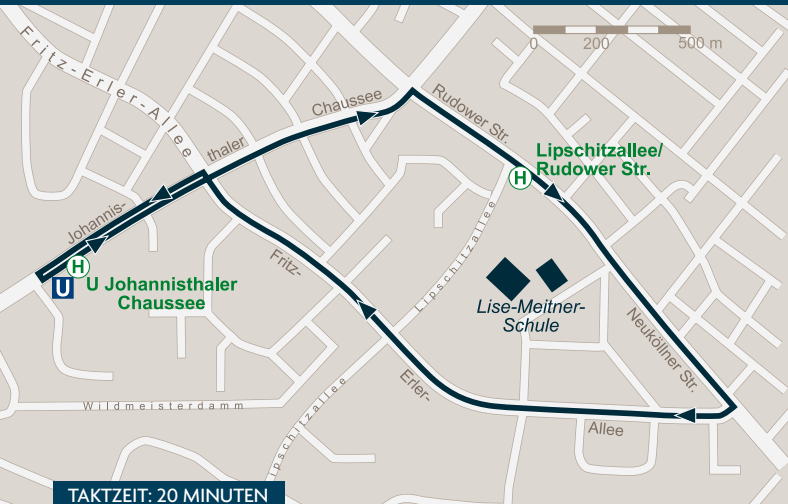 0 200 500 m
Fritz-Erler-Allee
Johannis-
thaler
Chaussee
Rudower Str.
H
Lipschitzallee/
Rudower Str.
H
U
U Johannisthaler
Chaussee
Fritz-
Lipschitzallee
Lise-Meitner-
Schule
Neuköllner Str.
Erler-
Allee
Wildmeisterdamm
Lipschitzallee
TAKTZEIT: 20 MINUTEN